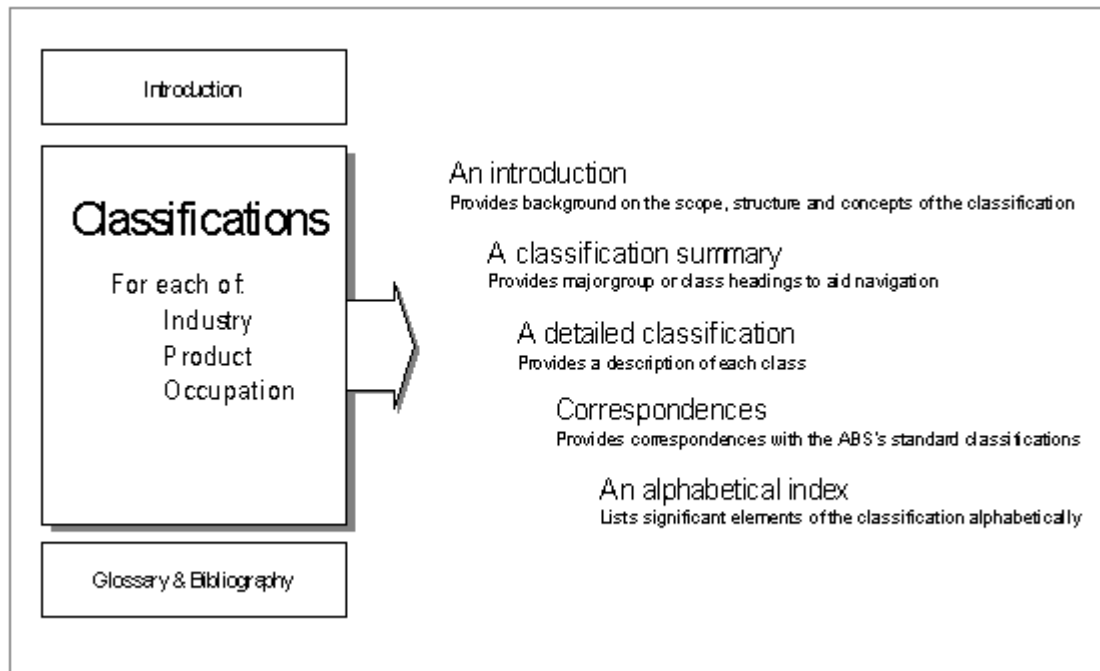 Introduction
Classifications
For each of:
Industry
Product
Occupation
Glossary & Bibliography
An introduction
Provides background on the scope, structure and concepts of the classification
A classification summary
Provides major group or class headings to aid navigation
A detailed classification
Provides a description of each class
Correspondences
Provides correspondences with the ABS's standard classifications
An alphabetical index
Lists significant elements of the classification alphabetically